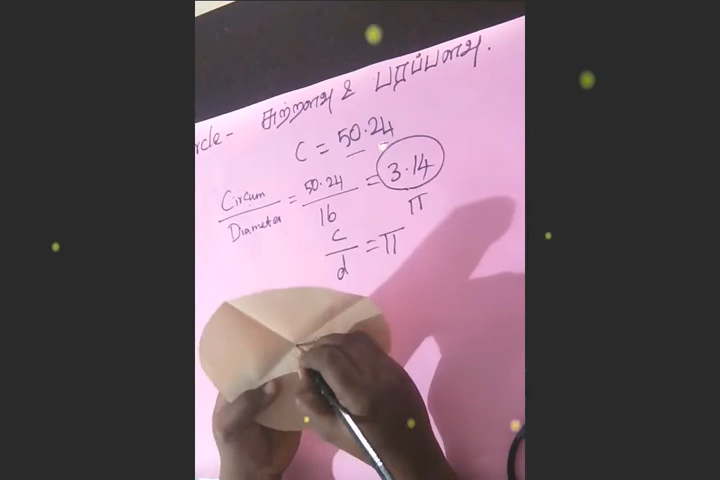 rcle- சுற்றளவு & பரப்பளவு.
C = 50.24
Circum / Diameter = 50.24 / 16 = 3.14
π
c / d = π